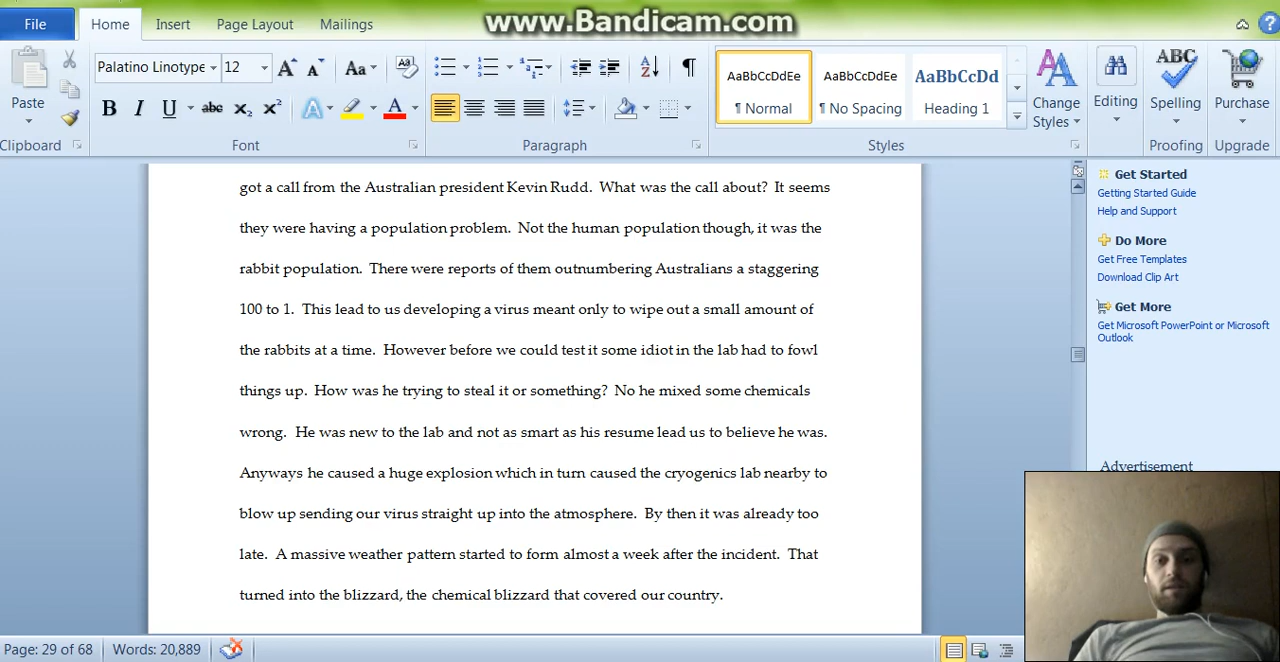 www.Bandicam.com
File Home Insert Page Layout Mailings
Palatino Linotype 12 Aa
AaBbCcDdEe AaBbCcDdEe AaBbCcDd
Paste B I U abc X₂ X² A A ¶ Normal ¶ No Spacing Heading 1 Change Styles Editing ABC Spelling Purchase
Clipboard Font Paragraph Styles Proofing Upgrade
got a call from the Australian president Kevin Rudd. What was the call about? It seems
they were having a population problem. Not the human population though, it was the
rabbit population. There were reports of them outnumbering Australians a staggering
100 to 1. This lead to us developing a virus meant only to wipe out a small amount of
the rabbits at a time. However before we could test it some idiot in the lab had to fowl
things up. How was he trying to steal it or something? No he mixed some chemicals
wrong. He was new to the lab and not as smart as his resume lead us to believe he was.
Anyways he caused a huge explosion which in turn caused the cryogenics lab nearby to
blow up sending our virus straight up into the atmosphere. By then it was already too
late. A massive weather pattern started to form almost a week after the incident. That
turned into the blizzard, the chemical blizzard that covered our country.
Get Started
Getting Started Guide
Help and Support
Do More
Get Free Templates
Download Clip Art
Get More
Get Microsoft PowerPoint or Microsoft
Outlook
Advertisement
Page: 29 of 68 Words: 20,889